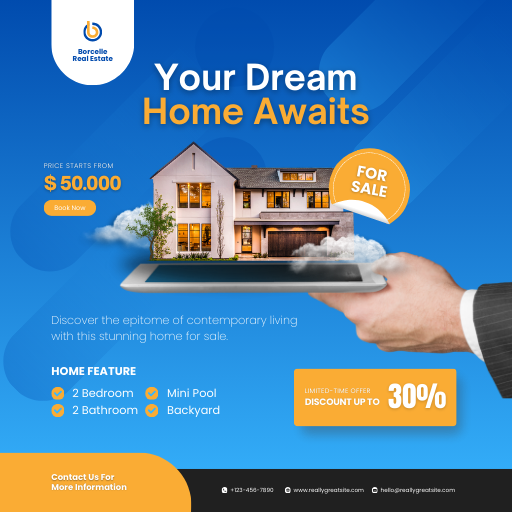 Borcelle
Real Estate
Your Dream
Home Awaits
PRICE STARTS FROM
$ 50.000
Book Now
FOR
SALE
Discover the epitome of contemporary living
with this stunning home for sale.
HOME FEATURE
2 Bedroom
Mini Pool
2 Bathroom
Backyard
LIMITED-TIME OFFER
DISCOUNT UP TO
30%
Contact Us For
More Information
+123-456-7890
www.reallygreatsite.com
hello@reallygreatsite.com